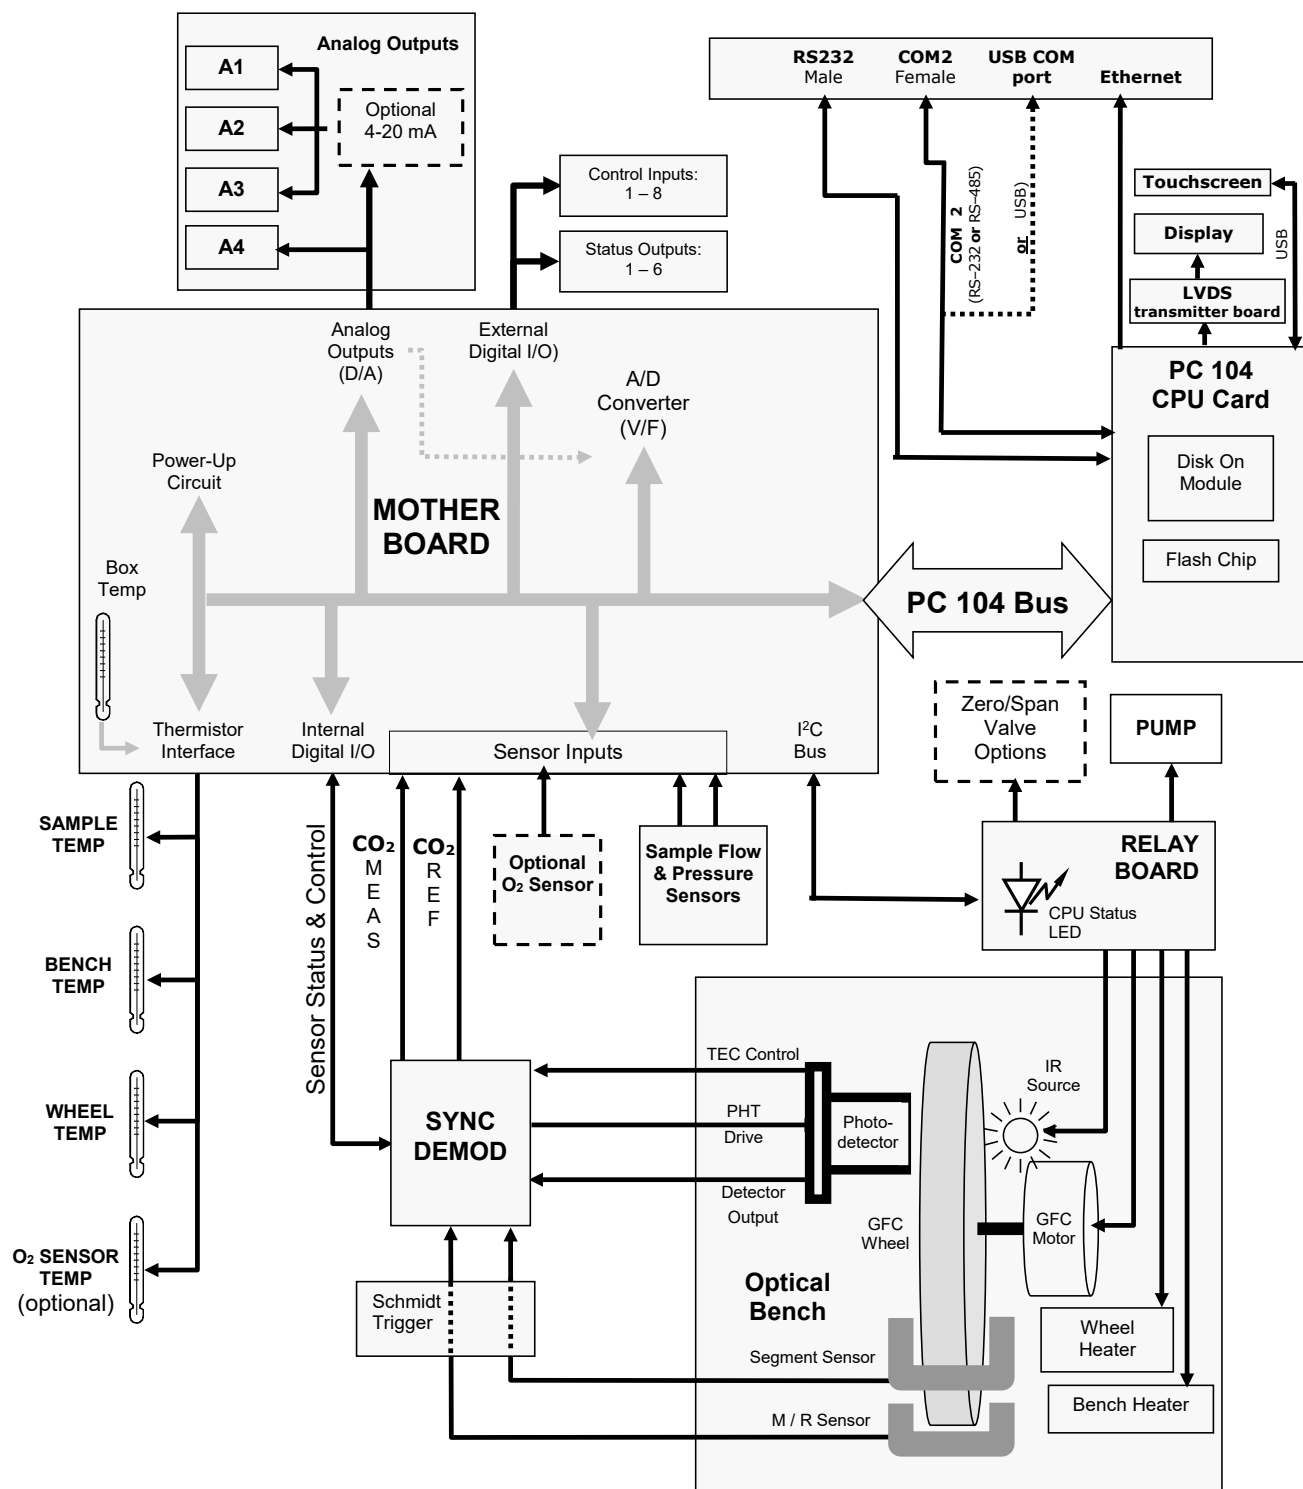 Analog Outputs
A1
A2
A3
A4
Optional
4-20 mA
Control Inputs:
1 – 8
Status Outputs:
1 – 6
RS232
Male
COM2
Female
USB COM
port
Ethernet
COM 2
(RS–232 or RS–485)
or USB)
Touchscreen
USB
Display
LVDS
transmitter board
PC 104
CPU Card
Disk On
Module
Flash Chip
Analog
Outputs
(D/A)
External
Digital I/O)
A/D
Converter
(V/F)
Power-Up
Circuit
MOTHER
BOARD
Box
Temp
PC 104 Bus
Thermistor
Interface
Internal
Digital I/O
Sensor Inputs
I²C
Bus
Zero/Span
Valve
Options
PUMP
SAMPLE
TEMP
BENCH
TEMP
WHEEL
TEMP
O₂ SENSOR
TEMP
(optional)
Sensor Status & Control
CO₂
M
E
A
S
CO₂
R
E
F
Optional
O₂ Sensor
Sample Flow
& Pressure
Sensors
RELAY
BOARD
CPU Status
LED
SYNC
DEMOD
TEC Control
PHT
Drive
Detector
Output
Photo-
detector
IR
Source
GFC
Wheel
GFC
Motor
Optical
Bench
Schmidt
Trigger
Segment Sensor
M / R Sensor
Wheel
Heater
Bench Heater